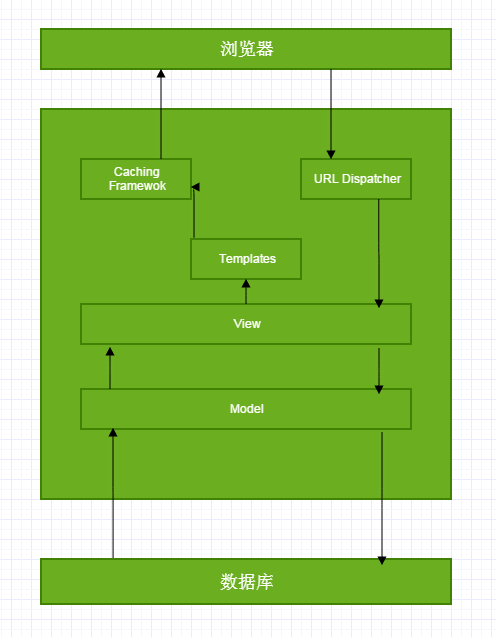 浏览器
Caching
Framewok
URL Dispatcher
Templates
View
Model
数据库